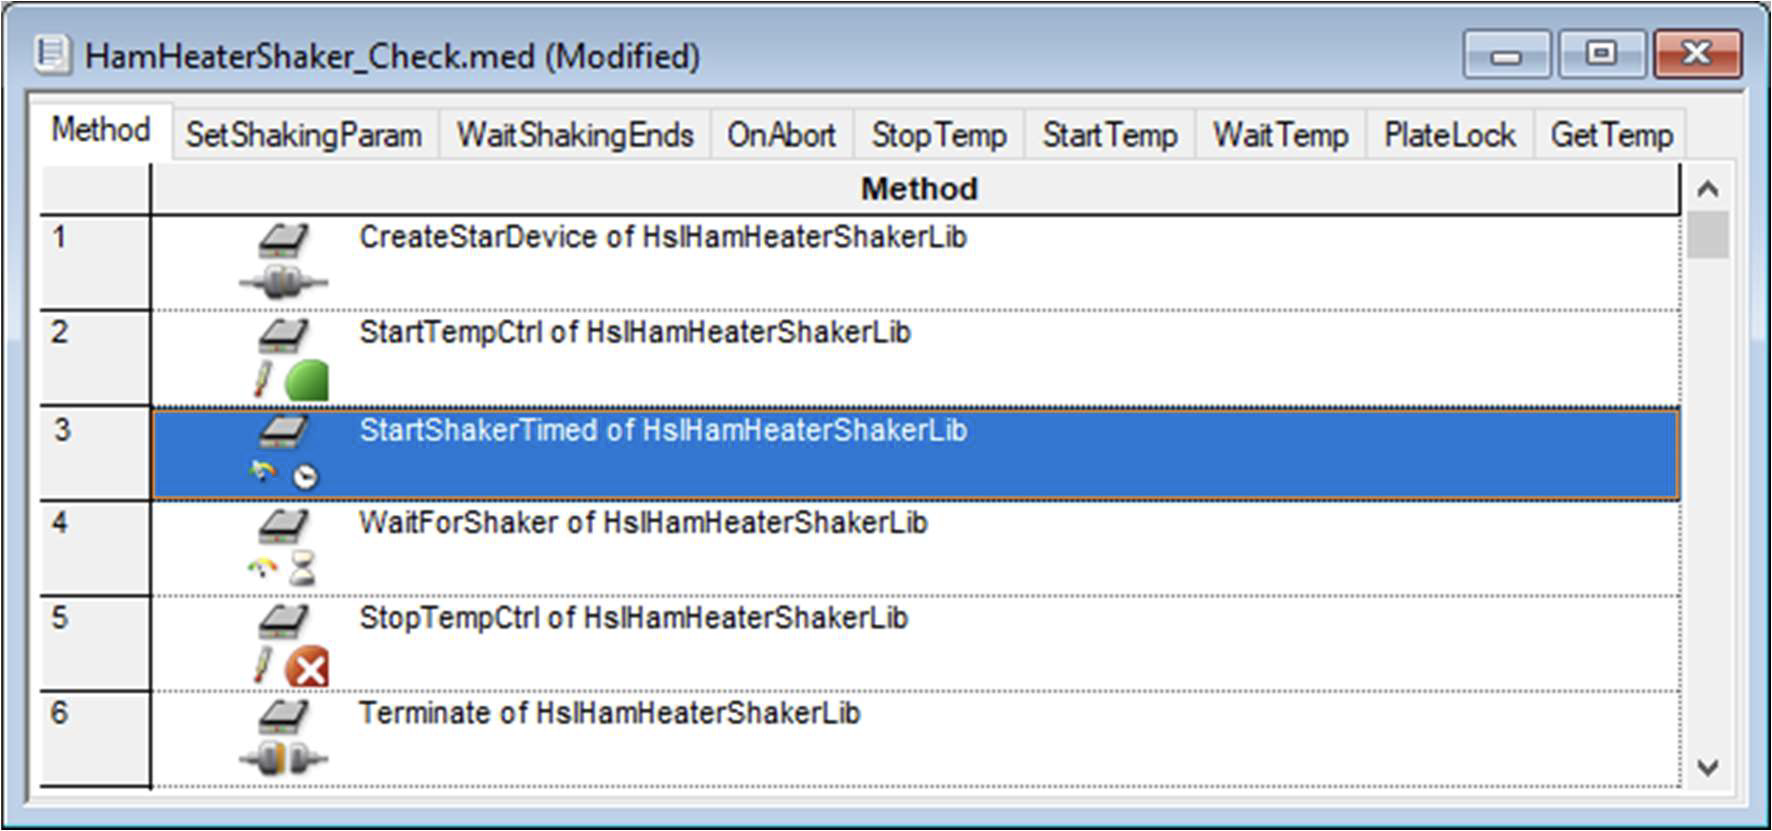 HamHeaterShaker_Check.med (Modified)
Method SetShakingParam WaitShakingEnds OnAbort StopTemp StartTemp WaitTemp PlateLock GetTemp
Method
1 CreateStarDevice of HslHamHeaterShakerLib
2 StartTempCtrl of HslHamHeaterShakerLib
3 StartShakerTimed of HslHamHeaterShakerLib
4 WaitForShaker of HslHamHeaterShakerLib
5 StopTempCtrl of HslHamHeaterShakerLib
6 Terminate of HslHamHeaterShakerLib